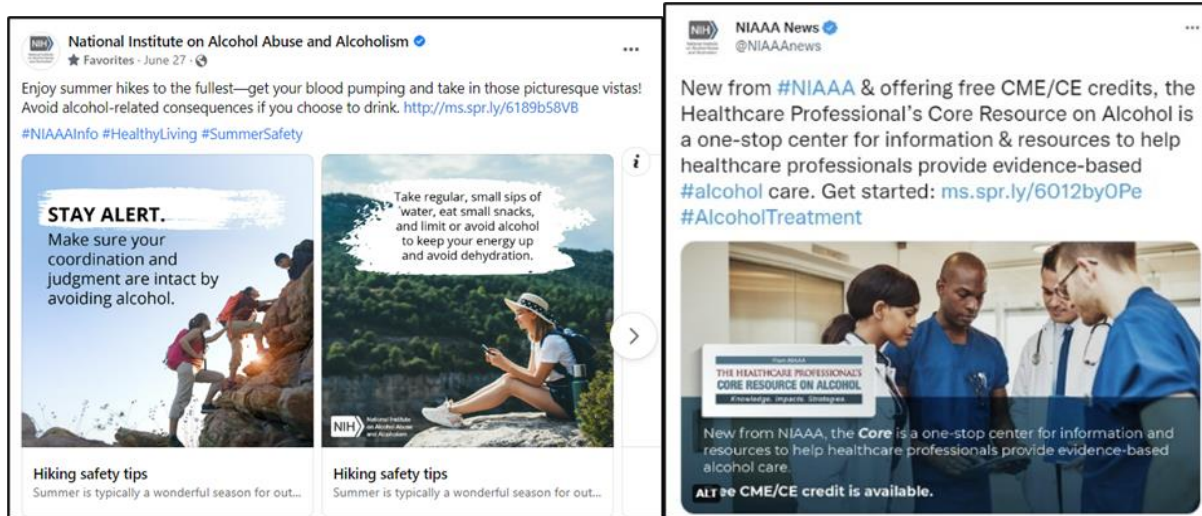 National Institute on Alcohol Abuse and Alcoholism
Favorites · June 27 ·
Enjoy summer hikes to the fullest—get your blood pumping and take in those picturesque vistas!
Avoid alcohol-related consequences if you choose to drink. http://ms.spr.ly/6189b58VB
#NIAAAInfo #HealthyLiving #SummerSafety
STAY ALERT.
Make sure your
coordination and
judgment are intact by
avoiding alcohol.
Take regular, small sips of
water, eat small snacks,
and limit or avoid alcohol
to keep your energy up
and avoid dehydration.
NIH
National Institute
on Alcohol Abuse
and Alcoholism
Hiking safety tips
Summer is typically a wonderful season for out...
Hiking safety tips
Summer is typically a wonderful season for out...
NIH
NIAAA News
@NIAAAnews
New from #NIAAA & offering free CME/CE credits, the
Healthcare Professional's Core Resource on Alcohol is
a one-stop center for information & resources to help
healthcare professionals provide evidence-based
#alcohol care. Get started: ms.spr.ly/6012by0Pe
#AlcoholTreatment
From NIAAA
THE HEALTHCARE PROFESSIONAL'S
CORE RESOURCE ON ALCOHOL
Knowledge. Impacts. Strategies.
New from NIAAA, the Core is a one-stop center for information and
resources to help healthcare professionals provide evidence-based
alcohol care.
ALT ee CME/CE credit is available.